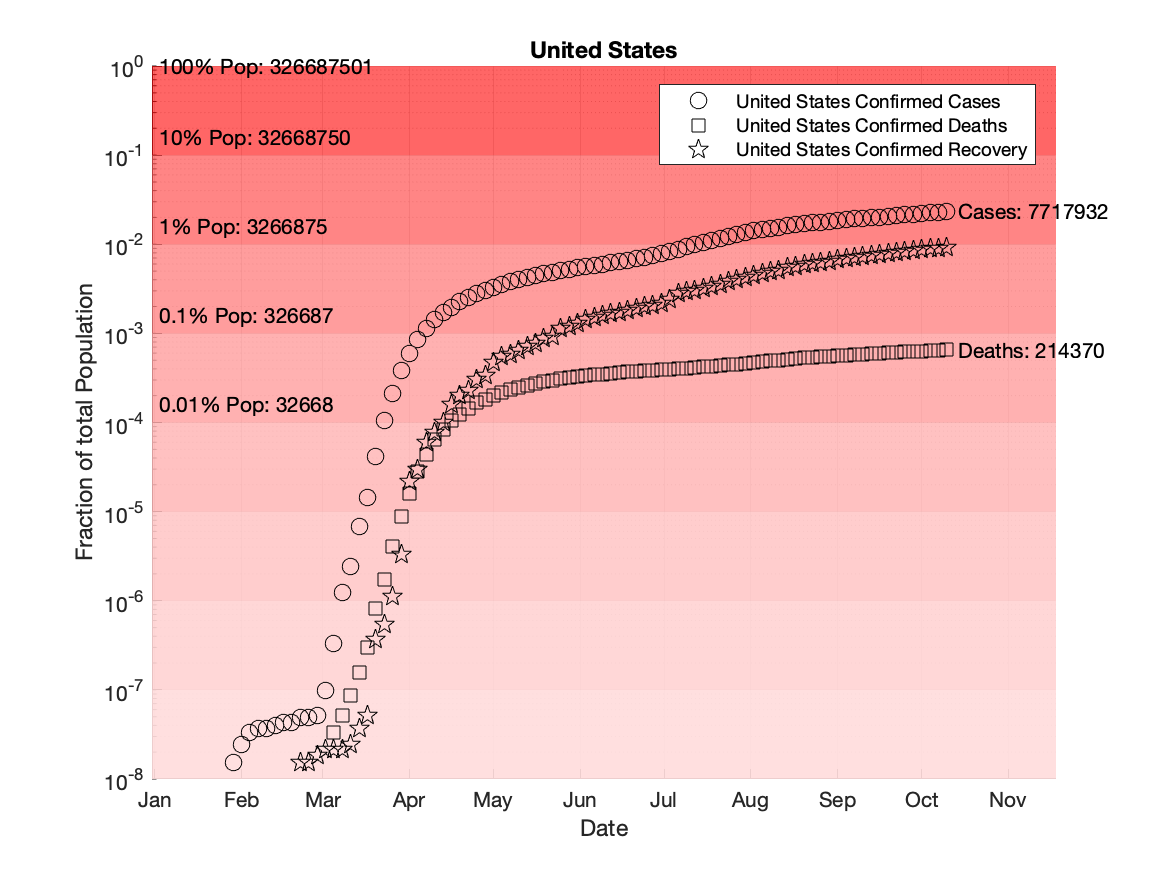 United States
10^0
100% Pop: 326687501
United States Confirmed Cases
United States Confirmed Deaths
United States Confirmed Recovery
10% Pop: 32668750
10^-1
1% Pop: 3266875
Cases: 7717932
10^-2
0.1% Pop: 326687
10^-3
Deaths: 214370
0.01% Pop: 32668
10^-4
10^-5
10^-6
10^-7
10^-8
Fraction of total Population
Jan Feb Mar Apr May Jun Jul Aug Sep Oct Nov
Date